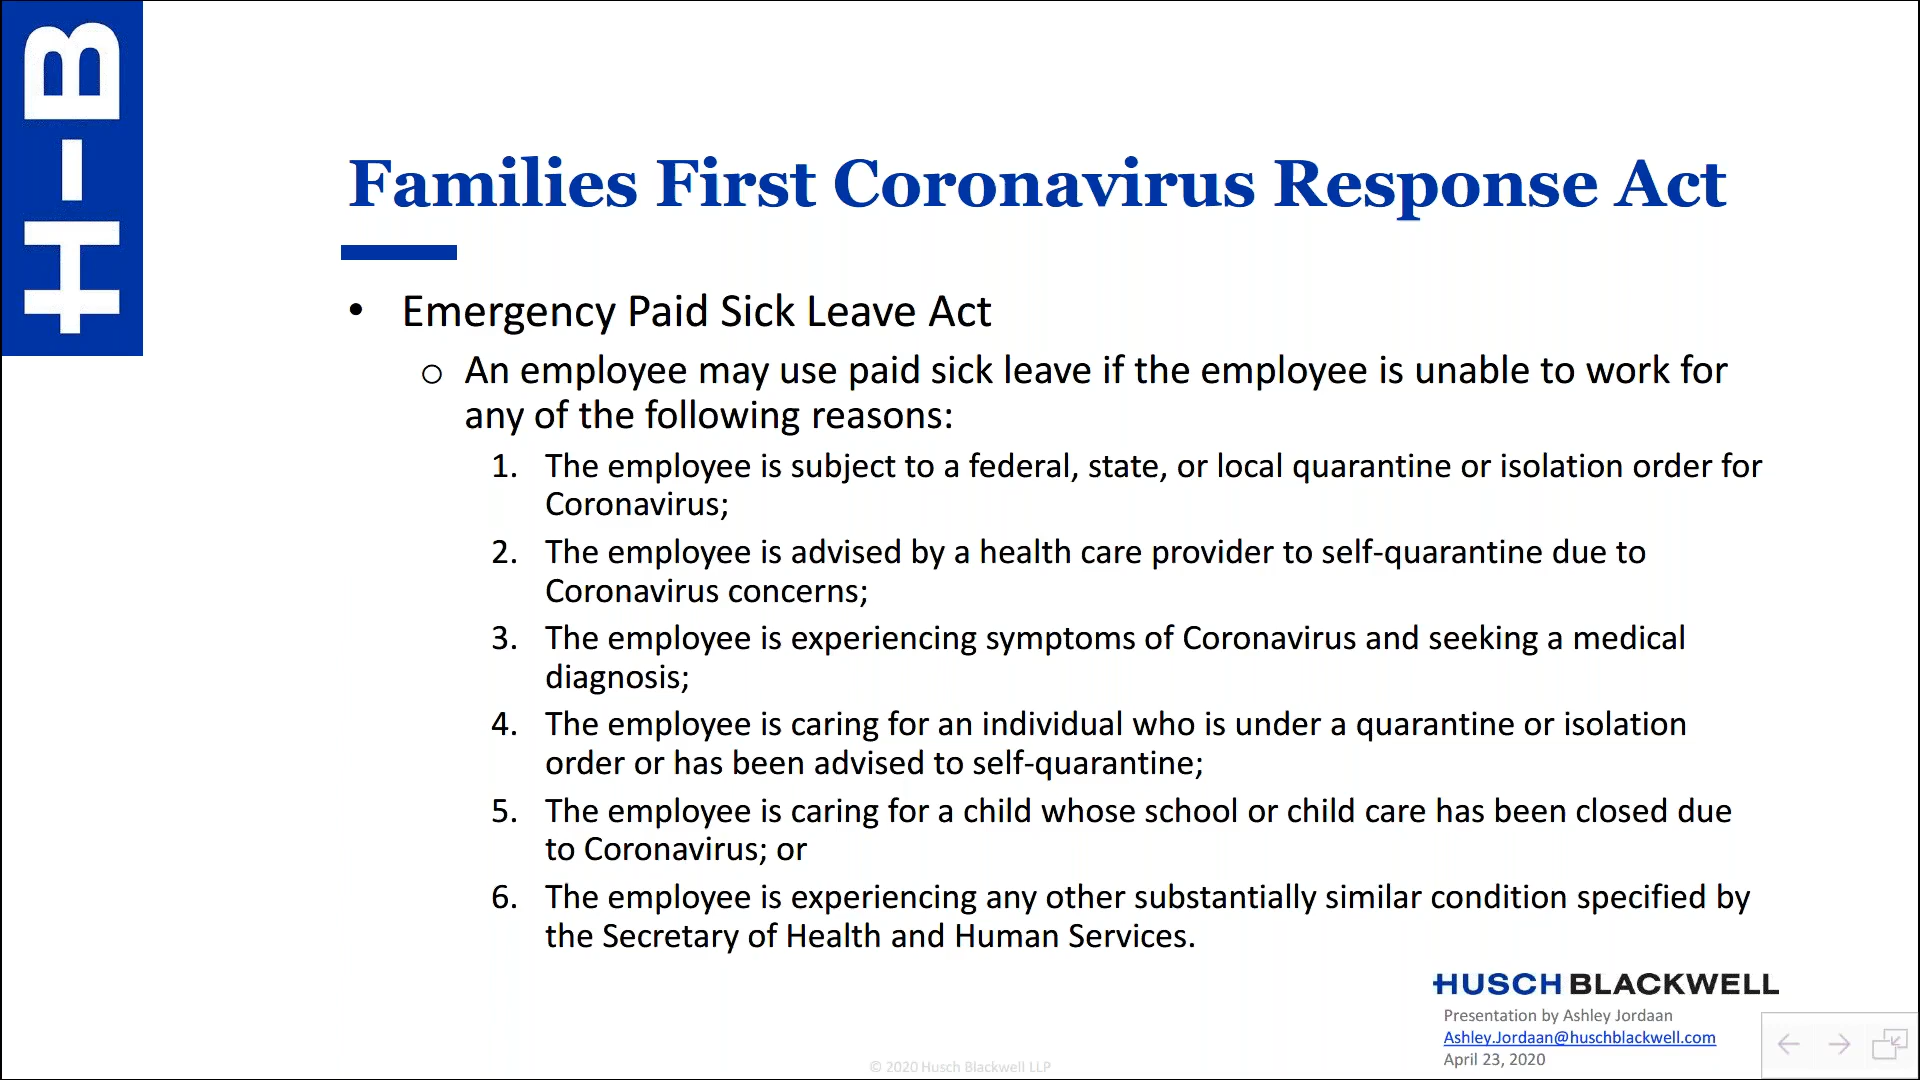 H-B
Families First Coronavirus Response Act
• Emergency Paid Sick Leave Act
o An employee may use paid sick leave if the employee is unable to work for
any of the following reasons:
1. The employee is subject to a federal, state, or local quarantine or isolation order for
Coronavirus;
2. The employee is advised by a health care provider to self-quarantine due to
Coronavirus concerns;
3. The employee is experiencing symptoms of Coronavirus and seeking a medical
diagnosis;
4. The employee is caring for an individual who is under a quarantine or isolation
order or has been advised to self-quarantine;
5. The employee is caring for a child whose school or child care has been closed due
to Coronavirus; or
6. The employee is experiencing any other substantially similar condition specified by
the Secretary of Health and Human Services.
HUSCH BLACKWELL
Presentation by Ashley Jordaan
Ashley.Jordaan@huschblackwell.com
April 23, 2020
© 2020 Husch Blackwell LLP